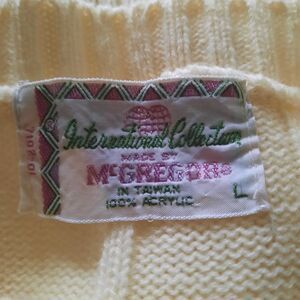 International Collection
MADE BY
McGREGOR®
IN TAIWAN
100% ACRYLIC
L